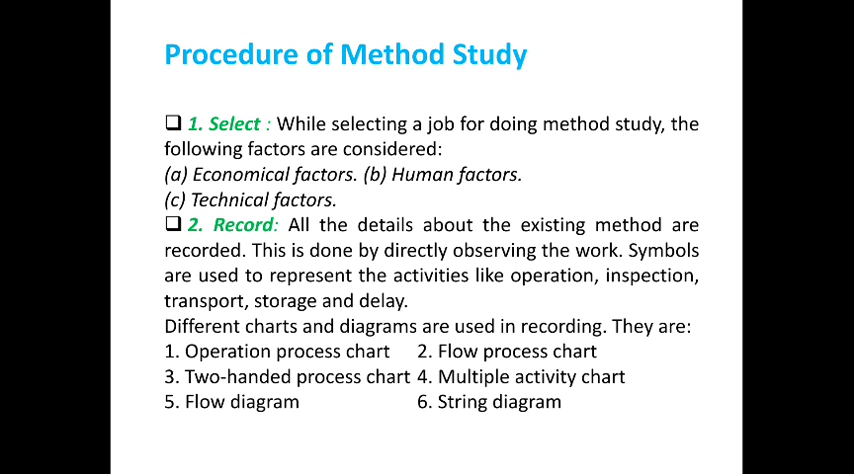 Procedure of Method Study
❑ 1. Select : While selecting a job for doing method study, the
following factors are considered:
(a) Economical factors. (b) Human factors.
(c) Technical factors.
❑ 2. Record: All the details about the existing method are
recorded. This is done by directly observing the work. Symbols
are used to represent the activities like operation, inspection,
transport, storage and delay.
Different charts and diagrams are used in recording. They are:
1. Operation process chart 2. Flow process chart
3. Two-handed process chart 4. Multiple activity chart
5. Flow diagram 6. String diagram